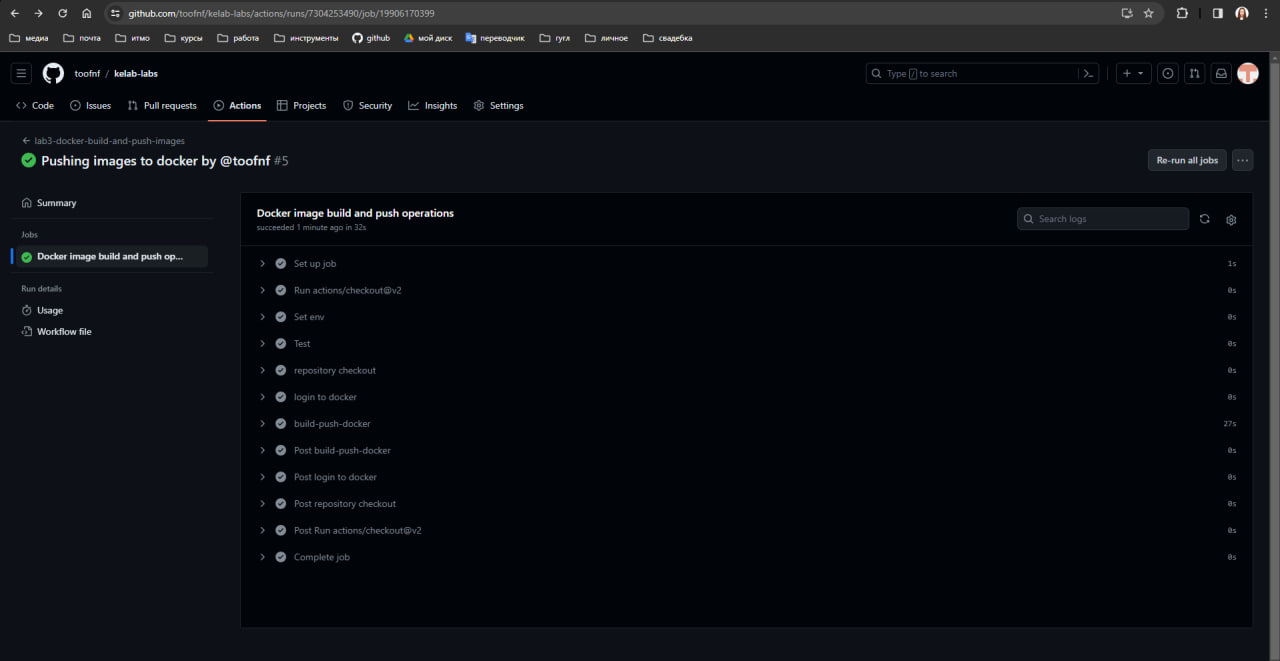 github.com/toofnf/kelab-labs/actions/runs/7304253490/job/19906170399
медиа почта итмо курсы работа инструменты github мой диск переводчик гугл личное свадебка
toofnf / kelab-labs
Type / to search
Code Issues Pull requests Actions Projects Security Insights Settings
lab3-docker-build-and-push-images
Pushing images to docker by @toofnf #5
Re-run all jobs
Summary
Jobs
Docker image build and push op...
Run details
Usage
Workflow file
Docker image build and push operations
succeeded 1 minute ago in 32s
Search logs
Set up job 1s
Run actions/checkout@v2 0s
Set env 0s
Test 0s
repository checkout 0s
login to docker 0s
build-push-docker 27s
Post build-push-docker 0s
Post login to docker 0s
Post repository checkout 0s
Post Run actions/checkout@v2 0s
Complete job 0s